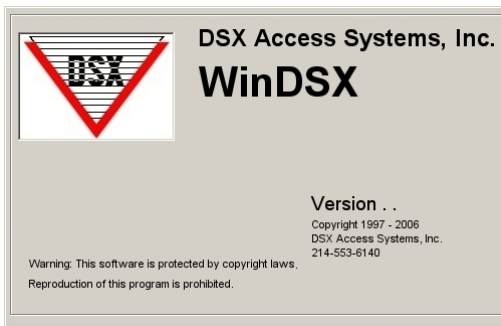 DSX Access Systems, Inc.
DSX
WinDSX
Version . .
Copyright 1997 - 2006
DSX Access Systems, Inc.
214-553-6140
Warning: This software is protected by copyright laws.
Reproduction of this program is prohibited.